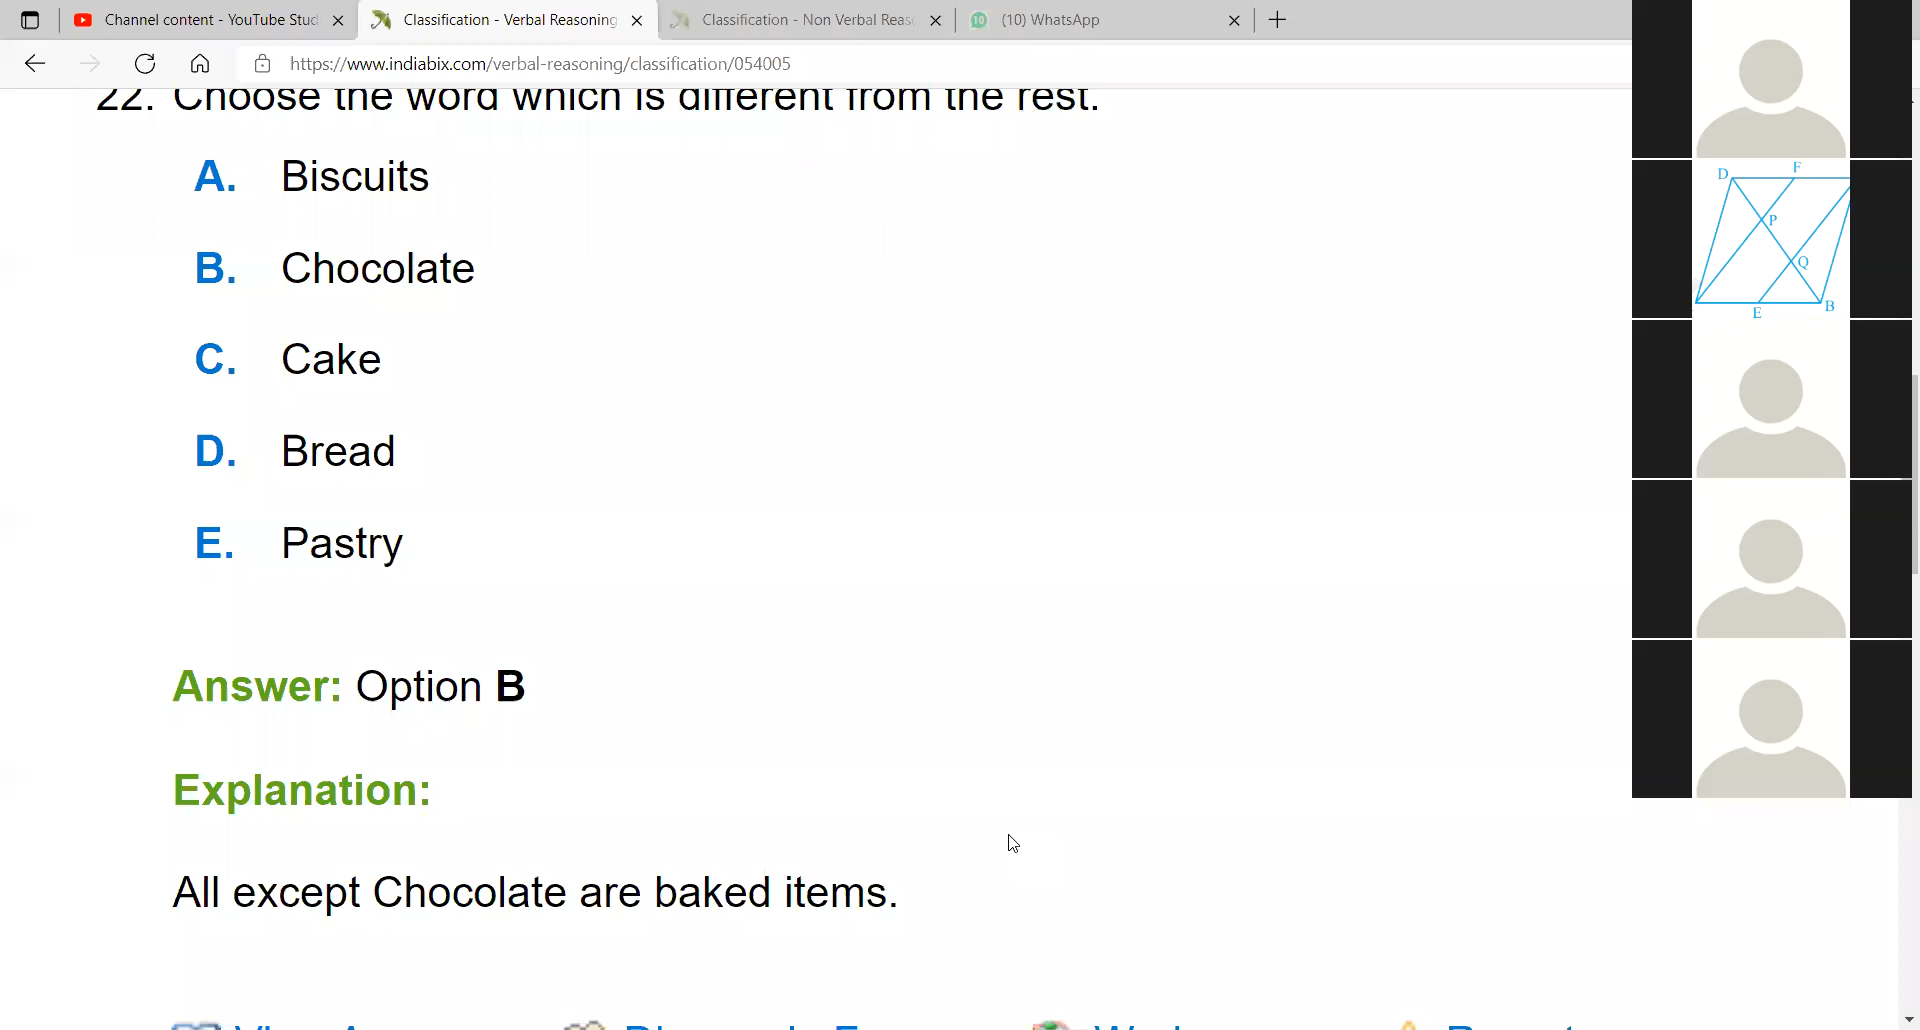 Channel content - YouTube Stud
Classification - Verbal Reasoning
Classification - Non Verbal Reas
10
(10) WhatsApp
https://www.indiabix.com/verbal-reasoning/classification/054005
22. Choose the word which is different from the rest.
A. Biscuits
B. Chocolate
C. Cake
D. Bread
E. Pastry
Answer: Option B
Explanation:
All except Chocolate are baked items.
D
F
P
Q
E
B